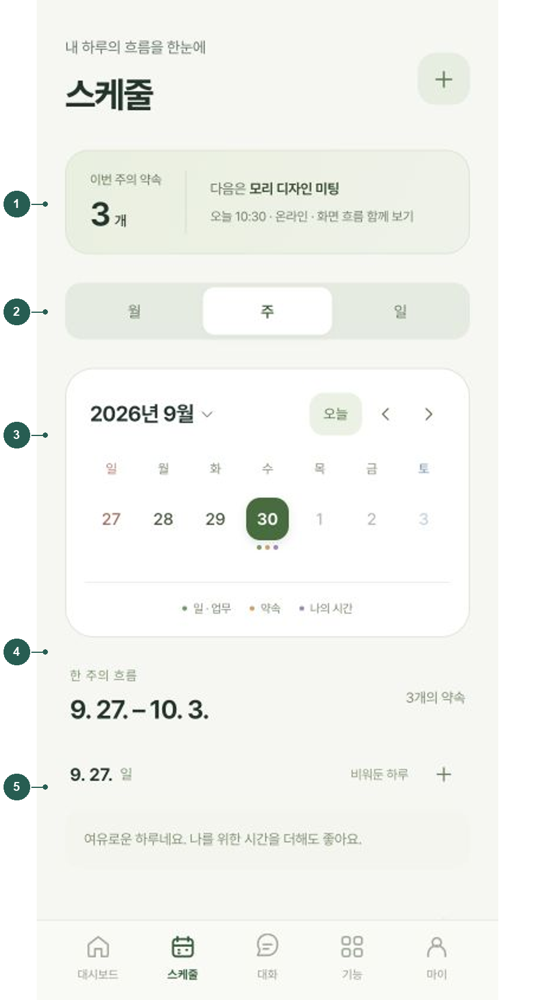 내 하루의 흐름을 한눈에
스케줄
이번 주의 약속
3개
다음은 모리 디자인 미팅
오늘 10:30 · 온라인 · 화면 흐름 함께 보기
1
월 주 일
2
2026년 9월 오늘
3
일 월 화 수 목 금 토
27 28 29 30 1 2 3
일 · 업무 약속 나의 시간
4
한 주의 흐름
9. 27. – 10. 3.
3개의 약속
9. 27. 일 비워둔 하루
5
여유로운 하루네요. 나를 위한 시간을 더해도 좋아요.
대시보드 스케줄 대화 기능 마이